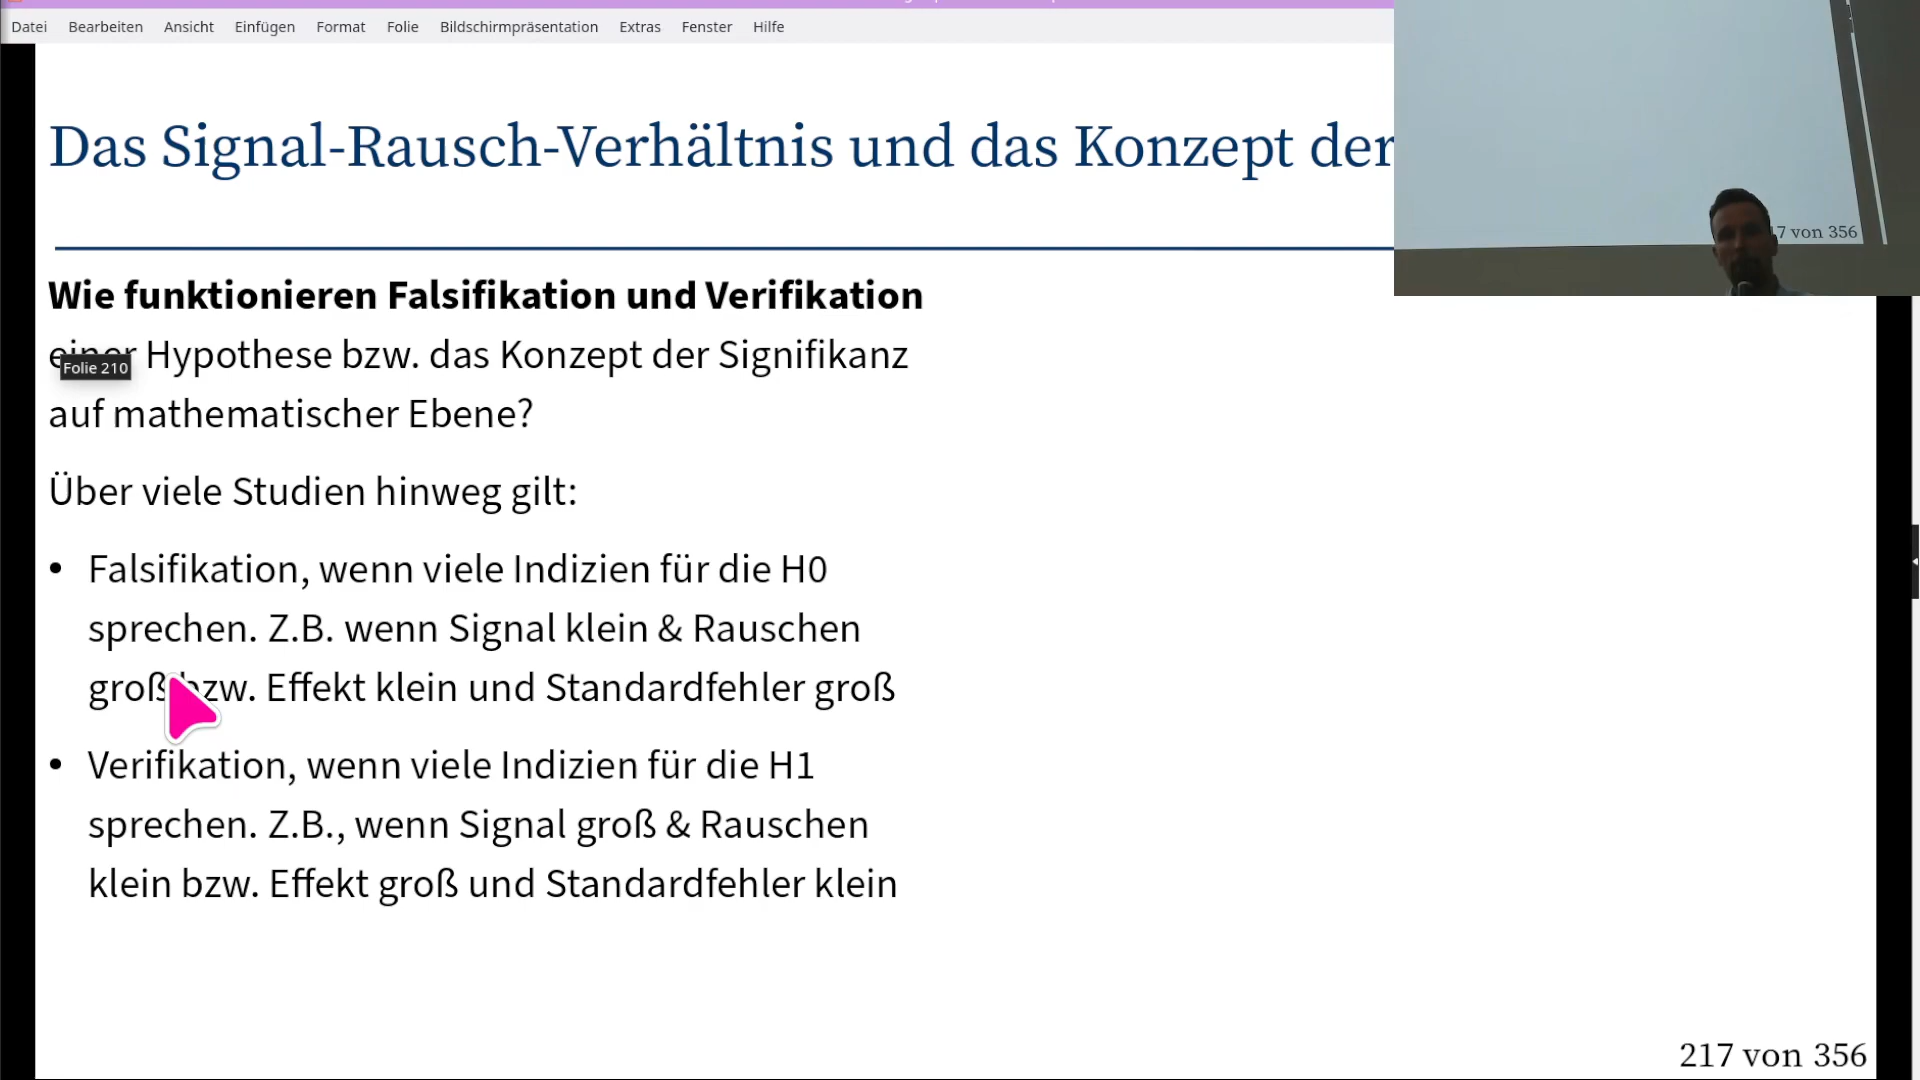 Datei Bearbeiten Ansicht Einfügen Format Folie Bildschirmpräsentation Extras Fenster Hilfe
Das Signal-Rausch-Verhältnis und das Konzept der
7 von 356
Wie funktionieren Falsifikation und Verifikation
einer Hypothese bzw. das Konzept der Signifikanz
Folie 210
auf mathematischer Ebene?
Über viele Studien hinweg gilt:
• Falsifikation, wenn viele Indizien für die H0
sprechen. Z.B. wenn Signal klein & Rauschen
groß bzw. Effekt klein und Standardfehler groß
• Verifikation, wenn viele Indizien für die H1
sprechen. Z.B., wenn Signal groß & Rauschen
klein bzw. Effekt groß und Standardfehler klein
217 von 356